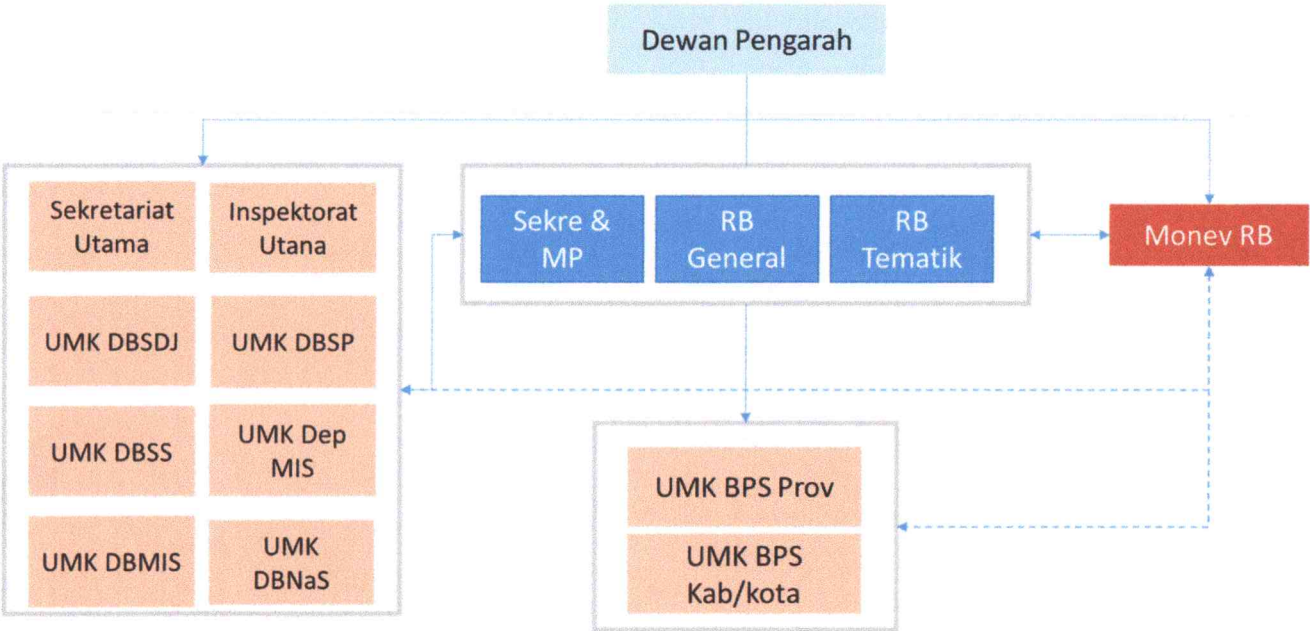 Dewan Pengarah
Sekretariat
Utama
Inspektorat
Utana
UMK DBSDJ
UMK DBSP
UMK DBSS
UMK Dep
MIS
UMK DBMIS
UMK
DBNaS
Sekre &
MP
RB
General
RB
Tematik
Monev RB
UMK BPS Prov
UMK BPS
Kab/kota